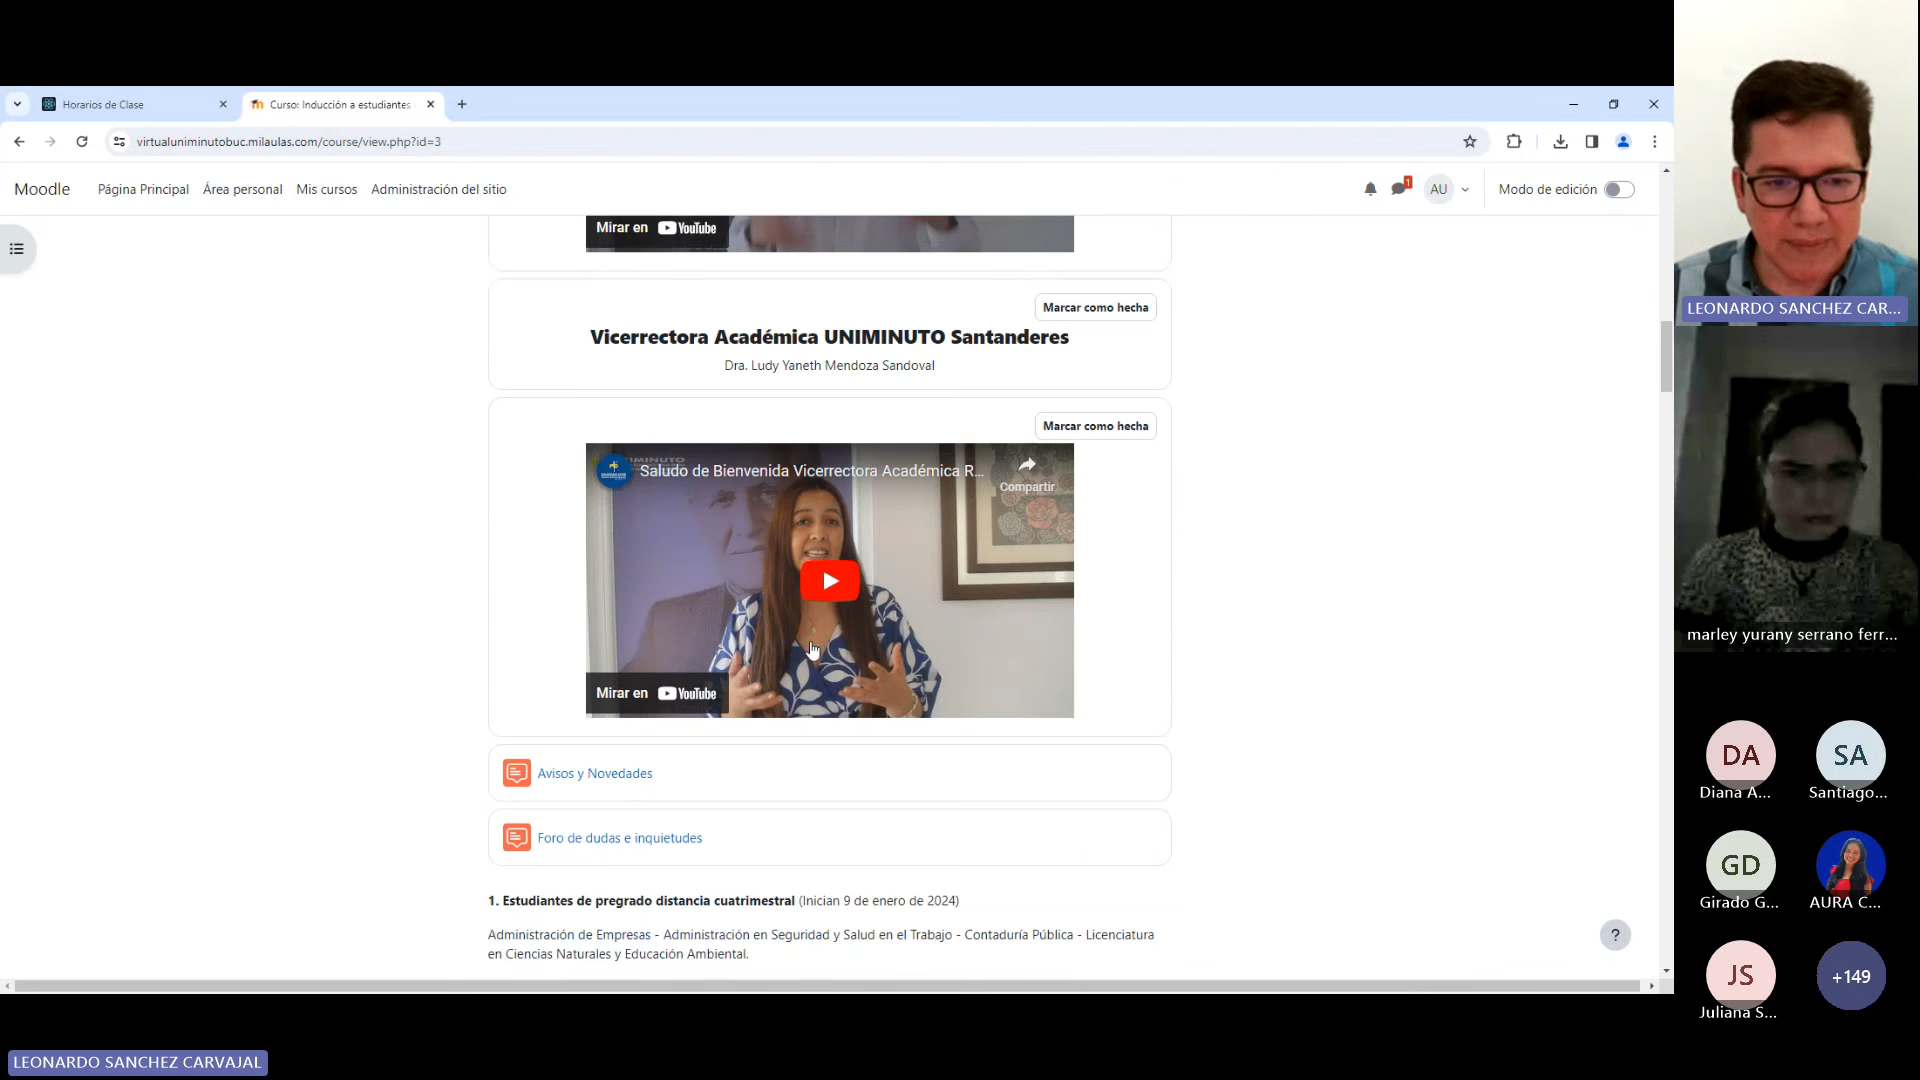 Horarios de Clase
Curso: Inducción a estudiantes
virtualuniminutobuc.milaulas.com/course/view.php?id=3
Moodle
Página Principal
Área personal
Mis cursos
Administración del sitio
1
AU
Modo de edición
Mirar en YouTube
Marcar como hecha
Vicerrectora Académica UNIMINUTO Santanderes
Dra. Ludy Yaneth Mendoza Sandoval
Marcar como hecha
Saludo de Bienvenida Vicerrectora Académica R...
Compartir
Mirar en YouTube
Avisos y Novedades
Foro de dudas e inquietudes
1. Estudiantes de pregrado distancia cuatrimestral (Inician 9 de enero de 2024)
Administración de Empresas - Administración en Seguridad y Salud en el Trabajo - Contaduría Pública - Licenciatura
en Ciencias Naturales y Educación Ambiental.
?
LEONARDO SANCHEZ CAR...
marley yurany serrano ferr...
DA
Diana A...
SA
Santiago...
GD
Girado G...
AURA C...
JS
Juliana S...
+149
LEONARDO SANCHEZ CARVAJAL